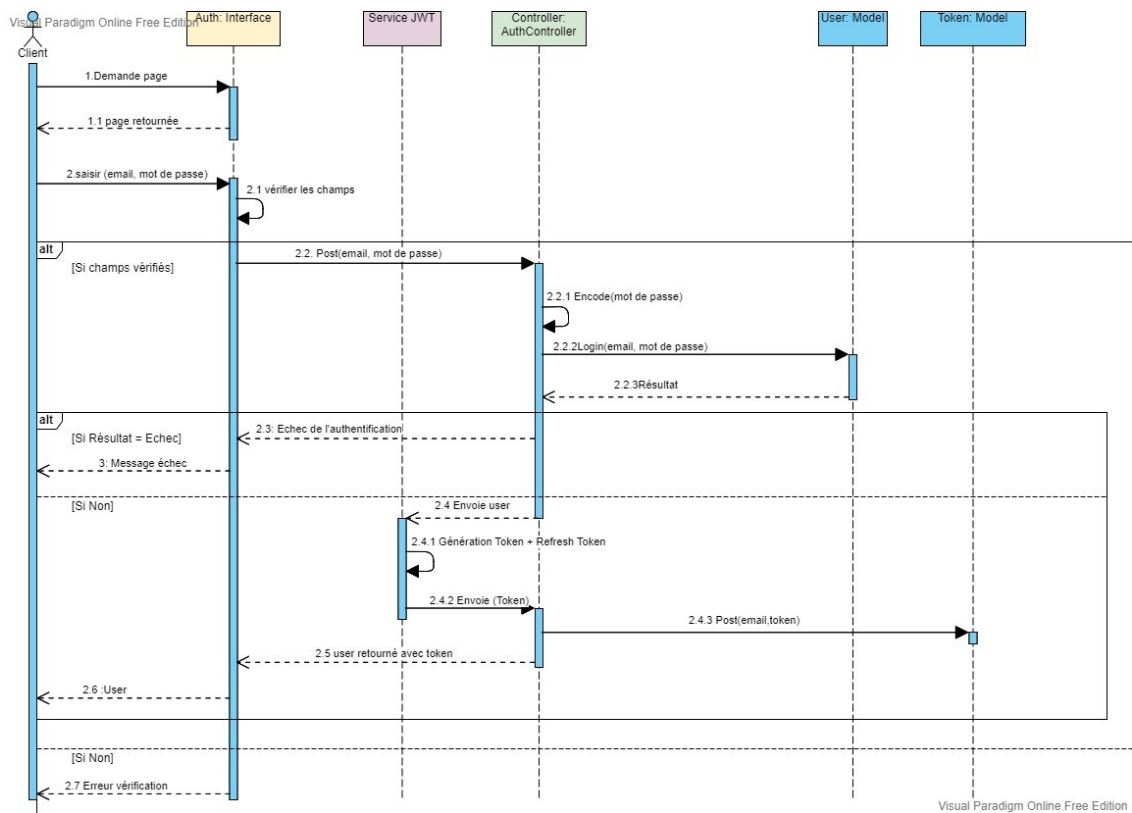 Visual Paradigm Online Free Edition
Client
Auth: Interface
Service JWT
Controller:
AuthController
User: Model
Token: Model
1.Demande page
1.1 page retournée
2.saisir (email, mot de passe)
2.1 vérifier les champs
alt
[Si champs vérifiés]
2.2. Post(email, mot de passe)
2.2.1 Encode(mot de passe)
2.2.2Login(email, mot de passe)
2.2.3Résultat
alt
[Si Résultat = Echec]
2.3: Echec de l'authentification
3: Message échec
[Si Non]
2.4 Envoie user
2.4.1 Génération Token + Refresh Token
2.4.2 Envoie (Token)
2.4.3 Post(email,token)
2.5 user retourné avec token
2.6 :User
[Si Non]
2.7 Erreur vérification
Visual Paradigm Online Free Edition